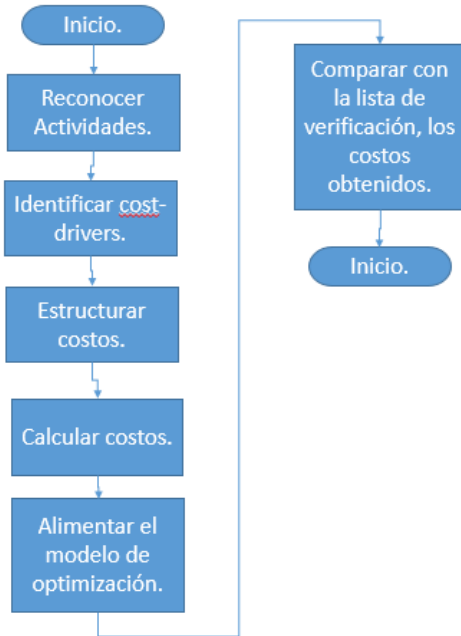 Inicio.
Reconocer
Actividades.
Identificar cost-
drivers.
Estructurar
costos.
Calcular costos.
Alimentar el
modelo de
optimización.
Comparar con
la lista de
verificación, los
costos
obtenidos.
Inicio.